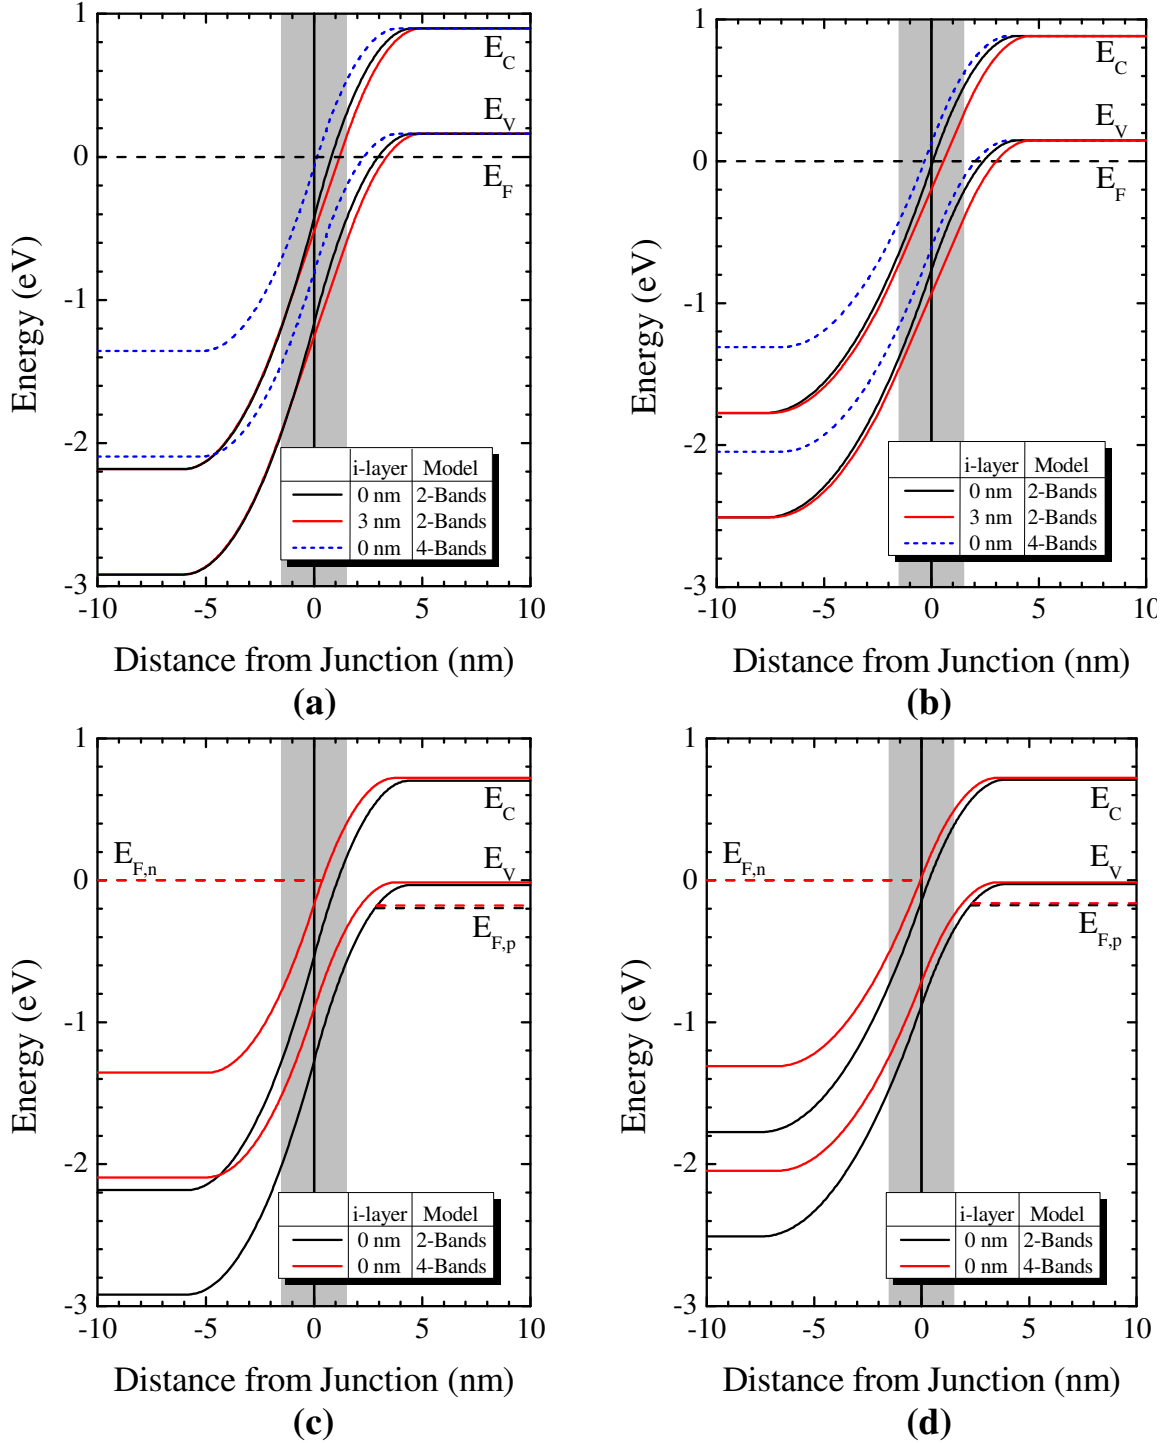 1
0
-1
-2
-3
Energy (eV)
E_C
E_V
E_F
i-layer Model
0 nm 2-Bands
3 nm 2-Bands
0 nm 4-Bands
-10 -5 0 5 10
Distance from Junction (nm)
(a)
1
0
-1
-2
-3
Energy (eV)
E_C
E_V
E_F
i-layer Model
0 nm 2-Bands
3 nm 2-Bands
0 nm 4-Bands
-10 -5 0 5 10
Distance from Junction (nm)
(b)
1
0
-1
-2
-3
Energy (eV)
E_F,n
E_C
E_V
E_F,p
i-layer Model
0 nm 2-Bands
0 nm 4-Bands
-10 -5 0 5 10
Distance from Junction (nm)
(c)
1
0
-1
-2
-3
Energy (eV)
E_F,n
E_C
E_V
E_F,p
i-layer Model
0 nm 2-Bands
0 nm 4-Bands
-10 -5 0 5 10
Distance from Junction (nm)
(d)